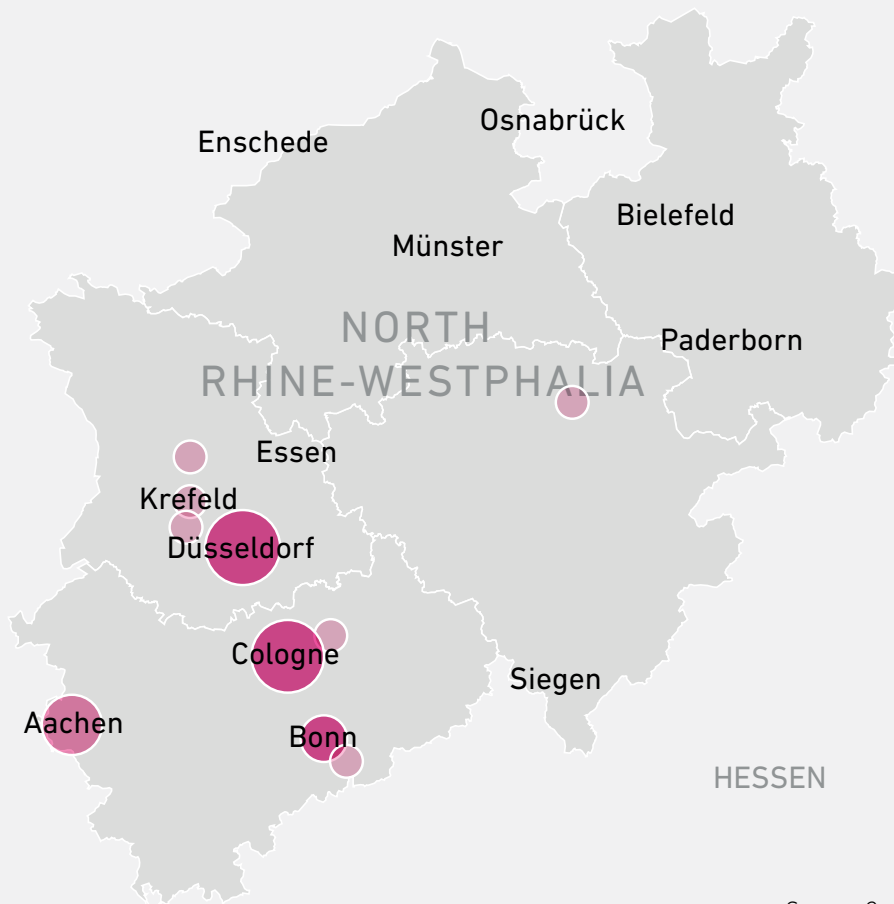 Osnabrück
Enschede
Bielefeld
Münster
NORTH
RHINE-WESTPHALIA
Paderborn
Essen
Krefeld
Düsseldorf
Cologne
Siegen
Aachen
Bonn
HESSEN